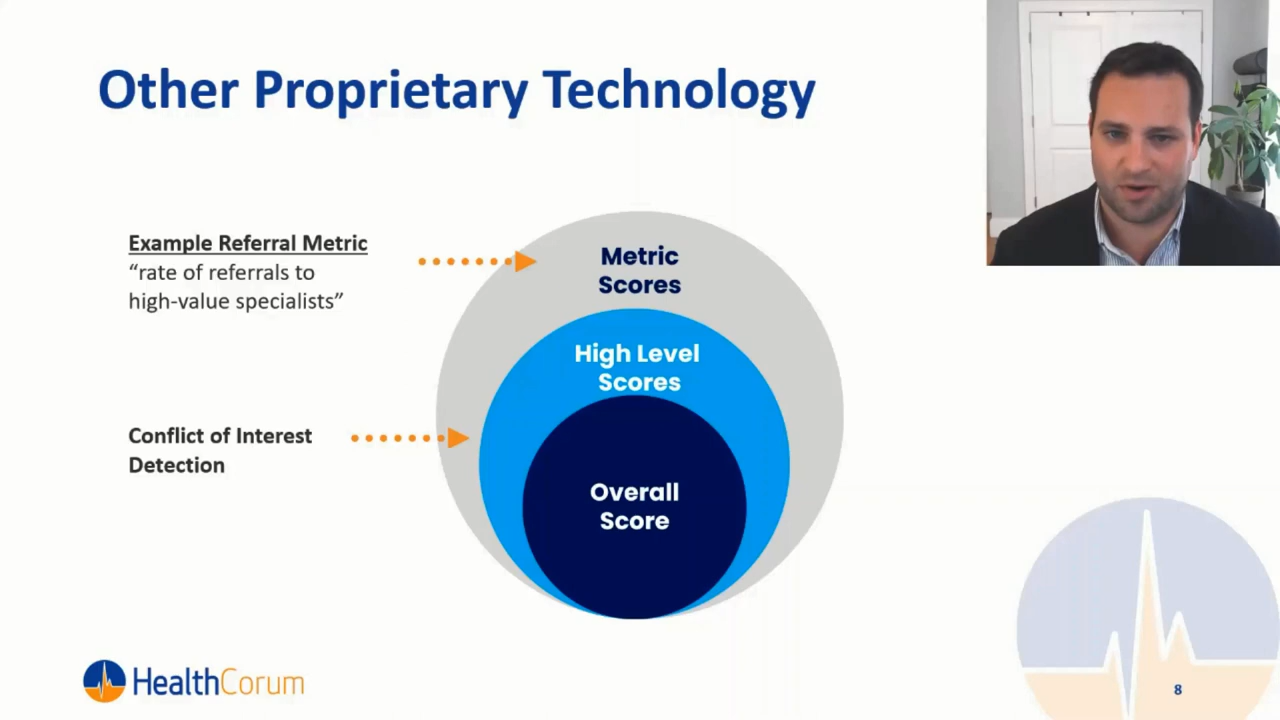 Other Proprietary Technology
Example Referral Metric
“rate of referrals to
high-value specialists”
Metric
Scores
High Level
Scores
Conflict of Interest
Detection
Overall
Score
HealthCorum
8